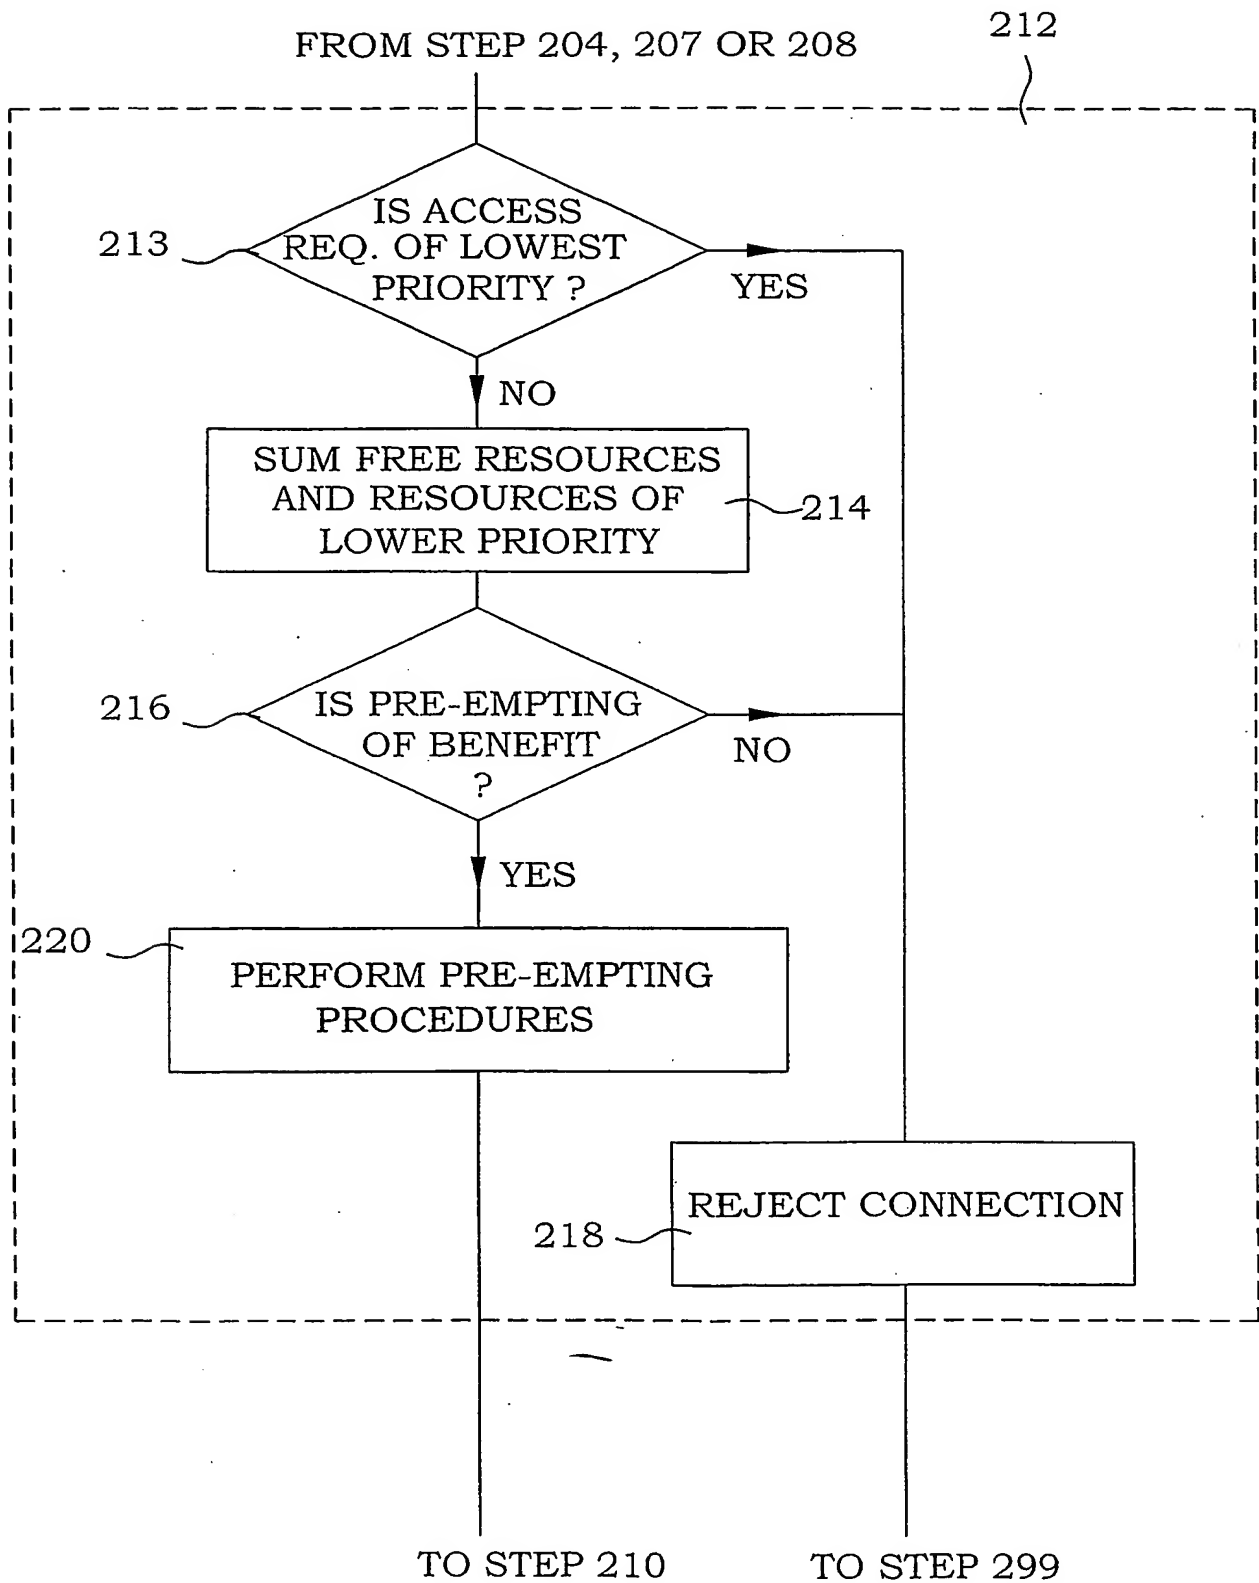 212
FROM STEP 204, 207 OR 208
IS ACCESS
REQ. OF LOWEST
PRIORITY ?
213
YES
NO
SUM FREE RESOURCES
AND RESOURCES OF
LOWER PRIORITY
214
IS PRE-EMPTING
OF BENEFIT
?
216
NO
YES
220
PERFORM PRE-EMPTING
PROCEDURES
REJECT CONNECTION
218
TO STEP 210
TO STEP 299